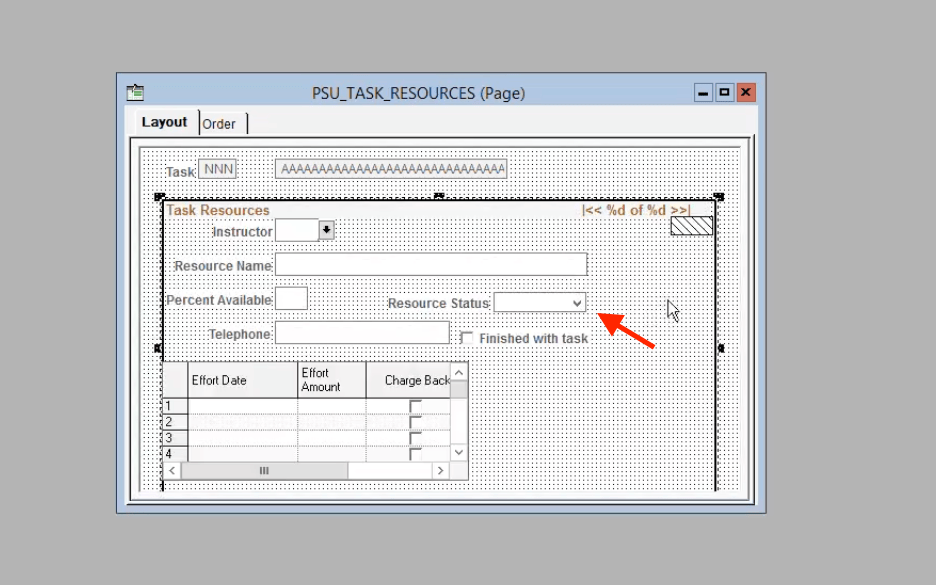 PSU_TASK_RESOURCES (Page)
Layout Order
Task NNN AAAAAAAAAAAAAAAAAAAAAAAAAAAAA
Task Resources |<< %d of %d >>|
Instructor
Resource Name
Percent Available Resource Status
Telephone Finished with task
Effort Date Effort Amount Charge Back
1
2
3
4